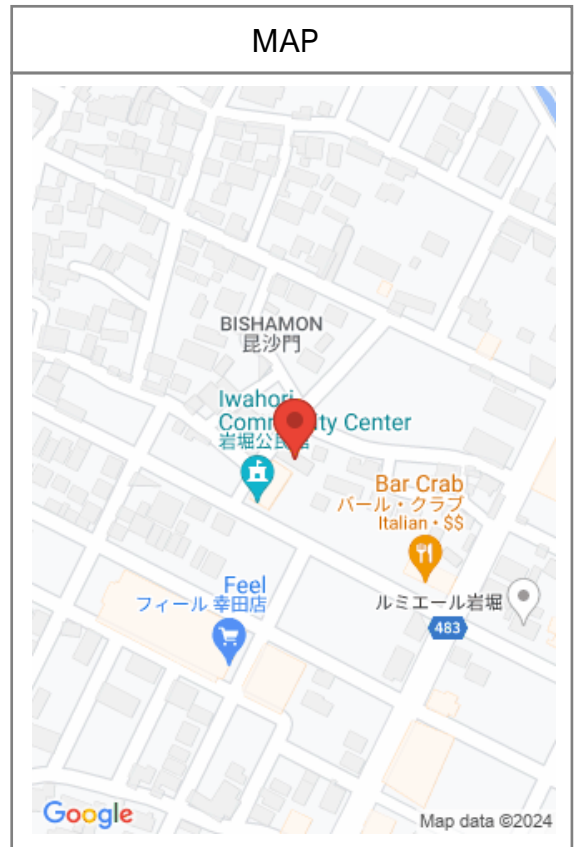 MAP
BISHAMON
毘沙門
Iwahori
Community Center
岩堀公民館
Bar Crab
バール・クラブ
Italian • $$
Feel
フィール 幸田店
ルミエール岩堀
483
Google
Map data ©2024